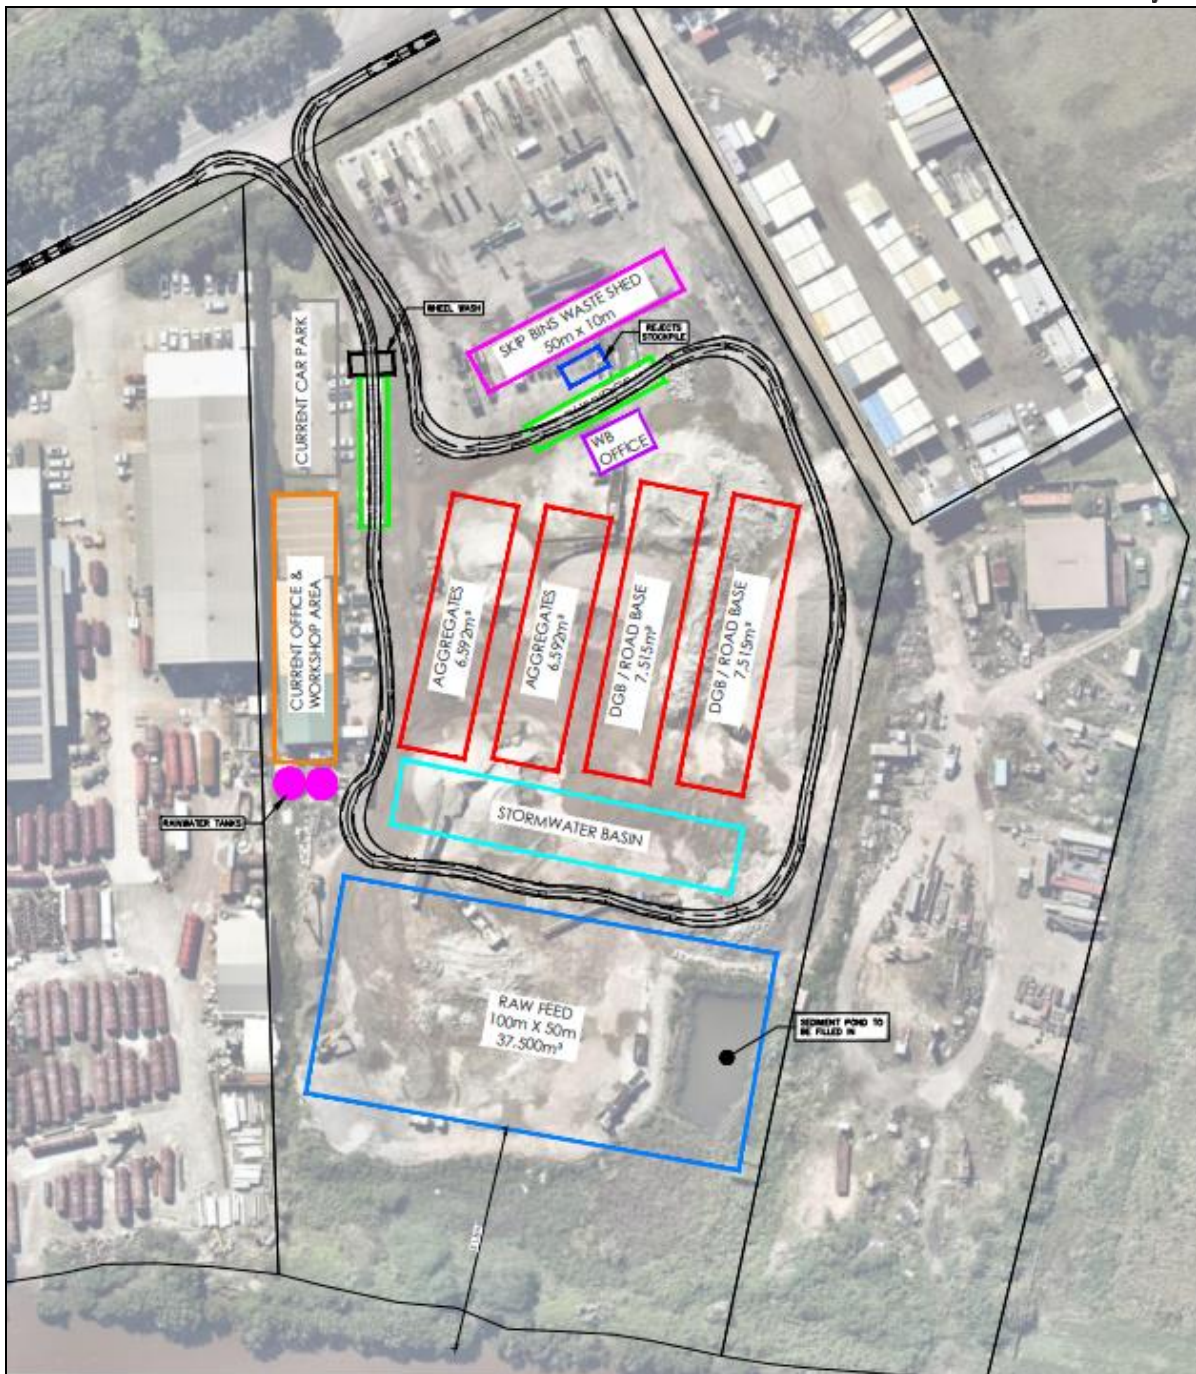 WHEEL WASH
SKIP BINS WASTE SHED
50m x 10m
REJECTS
STOCKPILE
CURRENT CAR PARK
WB
OFFICE
CURRENT OFFICE &
WORKSHOP AREA
AGGREGATES
6,592m³
AGGREGATES
6,592m³
DGB / ROAD BASE
7,515m³
DGB / ROAD BASE
7,515m³
RAINWATER TANKS
STORMWATER BASIN
RAW FEED
100m X 50m
37,500m³
SEDIMENT POND TO
BE FILLED IN